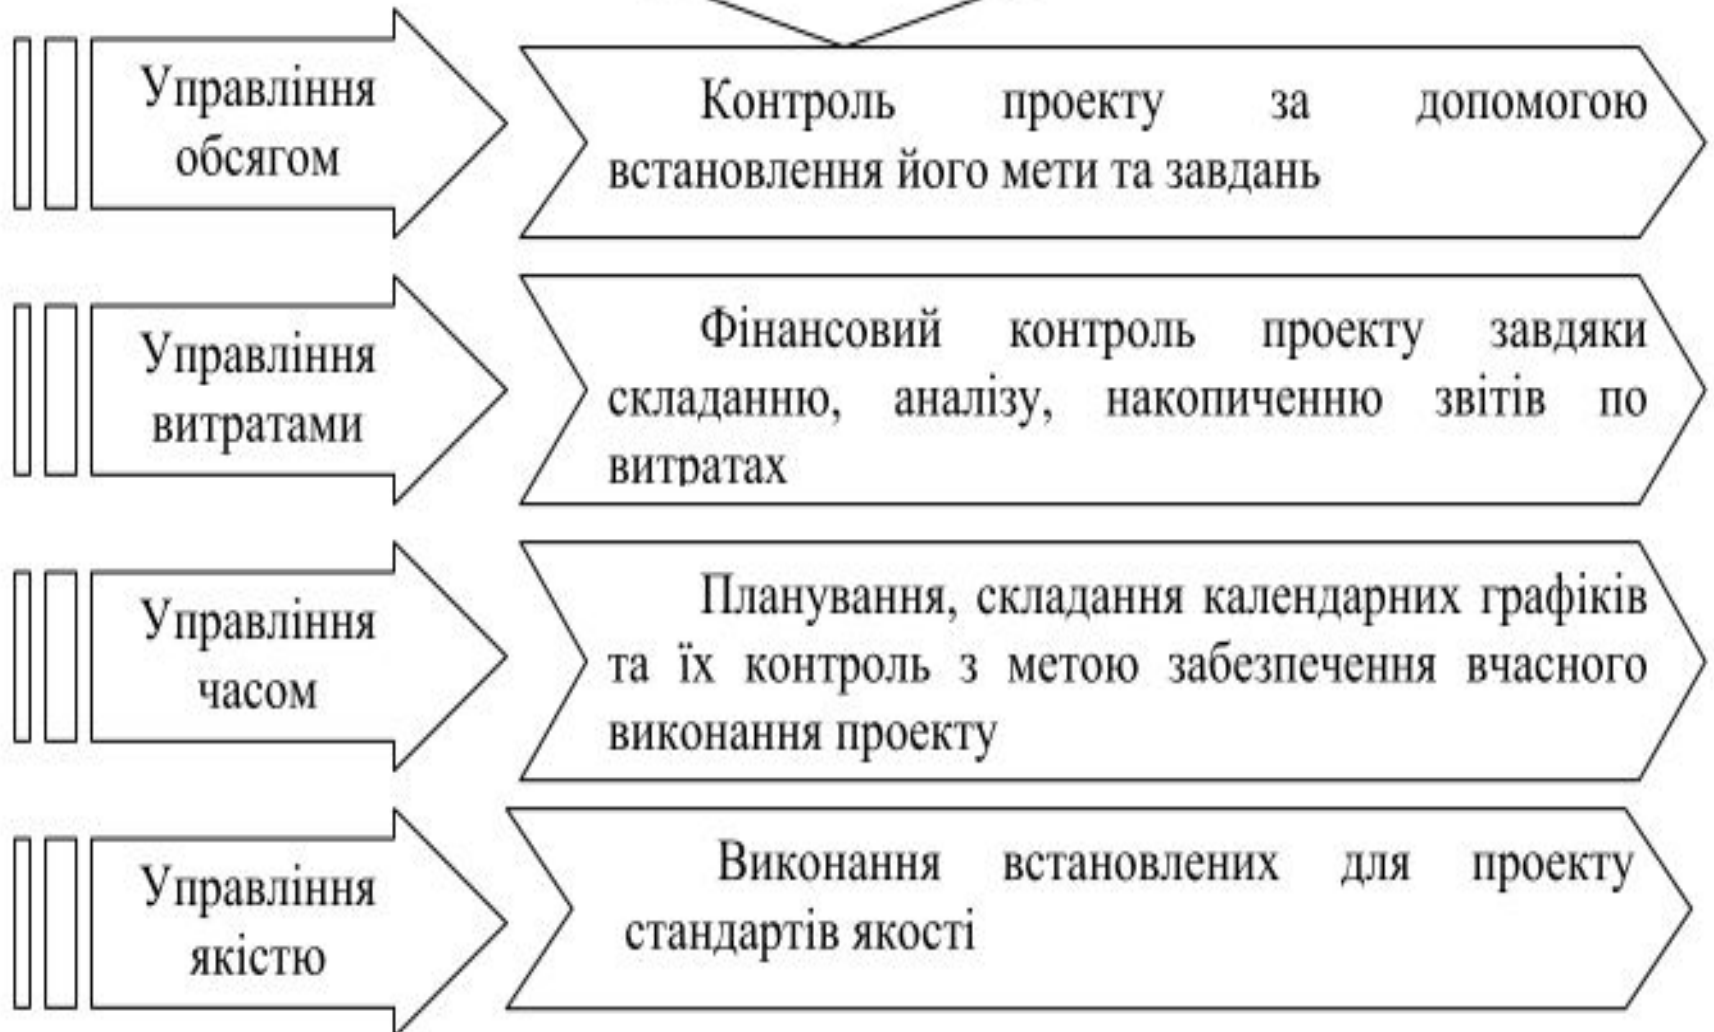 Управління
обсягом
Контроль проекту за допомогою
встановлення його мети та завдань
Управління
витратами
Фінансовий контроль проекту завдяки
складанню, аналізу, накопиченню звітів по
витратах
Управління
часом
Планування, складання календарних графіків
та їх контроль з метою забезпечення вчасного
виконання проекту
Управління
якістю
Виконання встановлених для проекту
стандартів якості